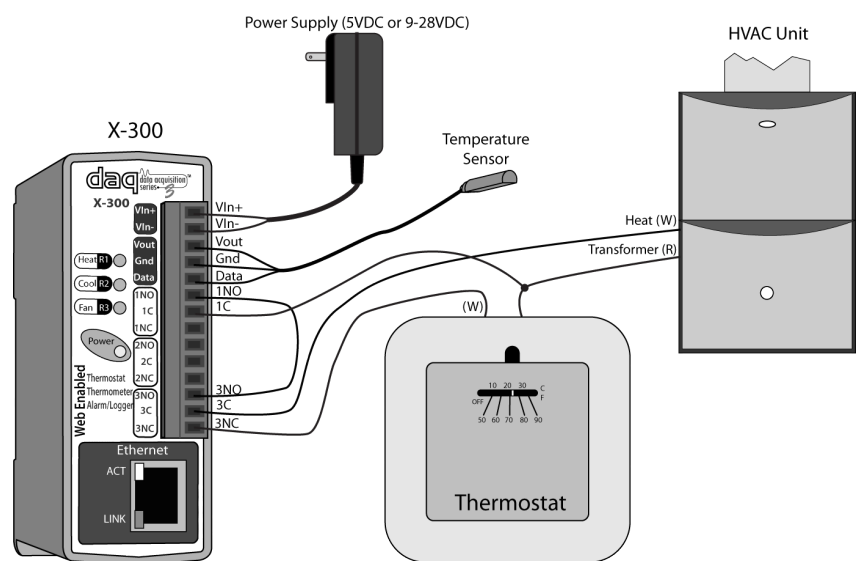 Power Supply (5VDC or 9-28VDC)
HVAC Unit
X-300
Temperature
Sensor
daq
data acquisition™
series
3
X-300
VIn+
VIn-
Vout
Gnd
Data
1NO
1C
1NC
2NO
2C
2NC
3NO
3C
3NC
Heat R1
Cool R2
Fan R3
Power
Web Enabled
Thermostat
Thermometer
Alarm/Logger
Ethernet
ACT
LINK
VIn+
VIn-
Vout
Gnd
Data
1NO
1C
3NO
3C
3NC
Heat (W)
Transformer (R)
(W)
10 20 30 C
OFF F
50 60 70 80 90
Thermostat